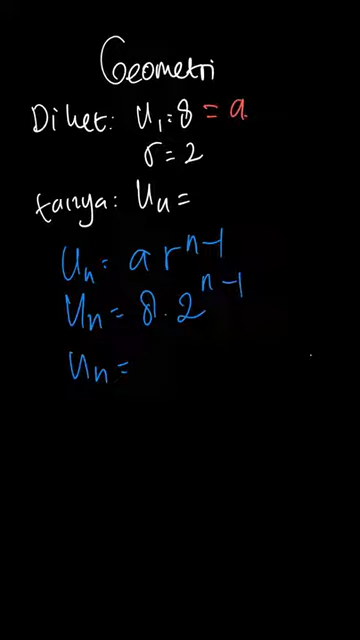 Geometri
Diket: U₁ = 8 = a
r = 2
tanya: Uₙ =
Uₙ = a rⁿ⁻¹
Uₙ = 8 . 2ⁿ⁻¹
Uₙ =